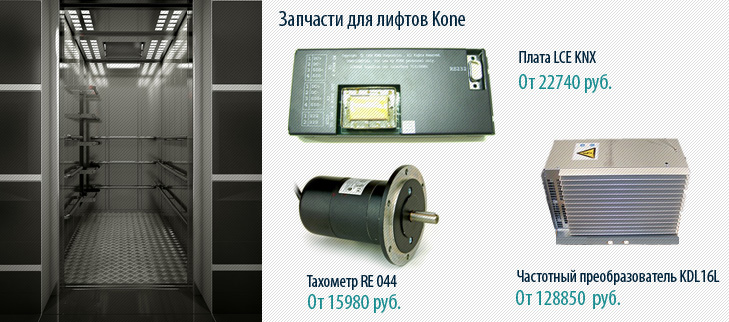 Запчасти для лифтов Kone
Плата LCE KNX
От 22740 руб.
RS232
Тахометр RE 044
От 15980 руб.
Частотный преобразователь KDL16L
От 128850 руб.